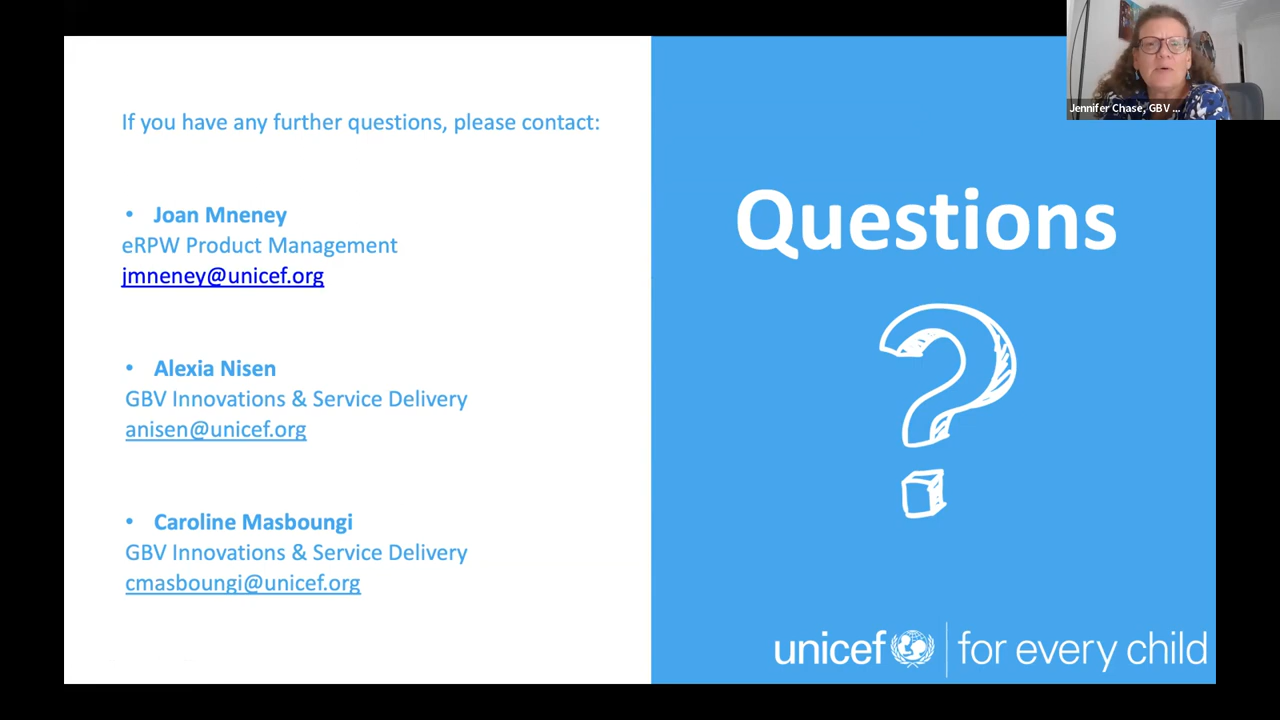 If you have any further questions, please contact:
• Joan Mneney
eRPW Product Management
jmneney@unicef.org
• Alexia Nisen
GBV Innovations & Service Delivery
anisen@unicef.org
• Caroline Masboungi
GBV Innovations & Service Delivery
cmasboungi@unicef.org
Jennifer Chase, GBV ...
Questions
?
unicef for every child